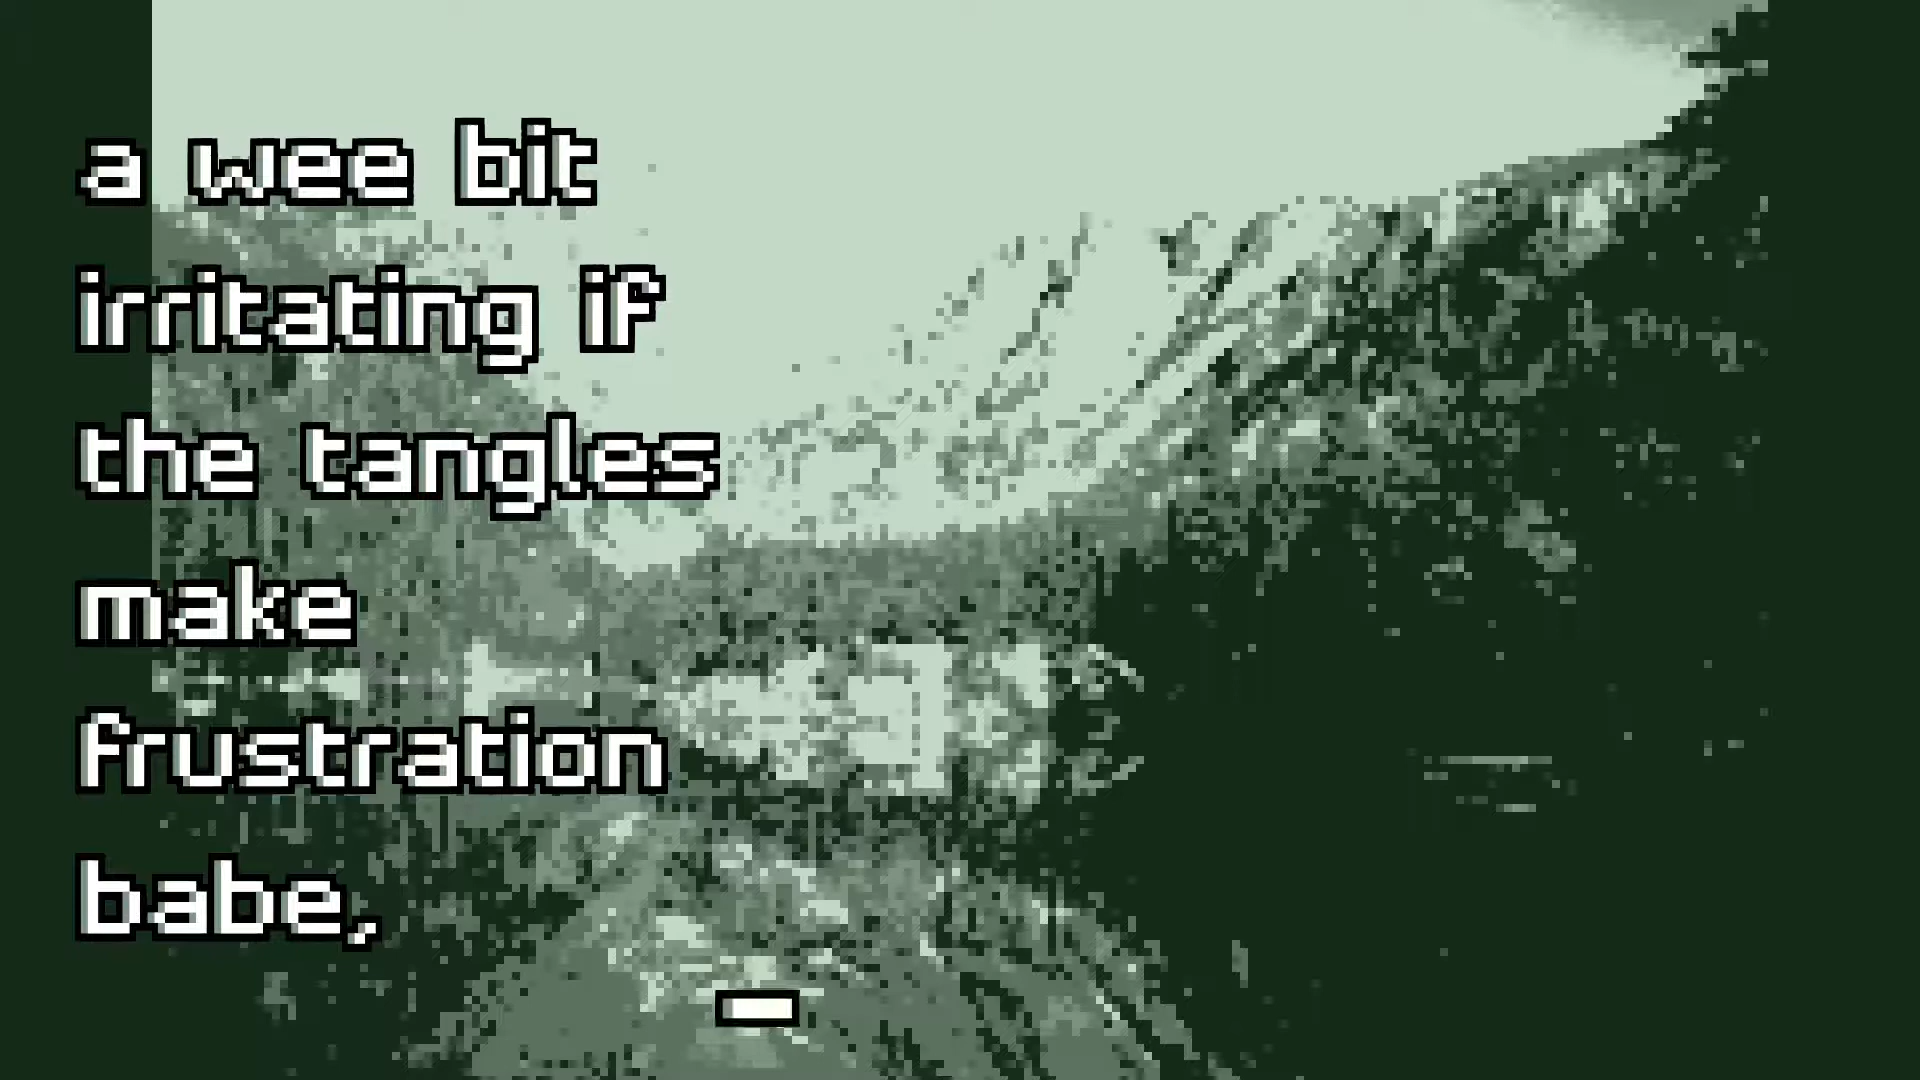 a wee bit
irritating if
the tangles
make
frustration
babe,